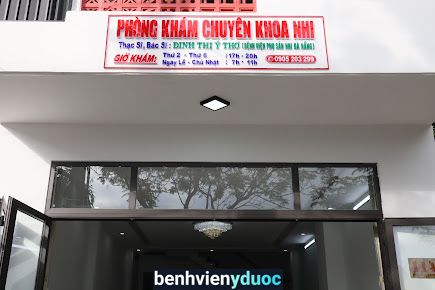 PHÒNG KHÁM CHUYÊN KHOA NHI
Thạc Sĩ, Bác Sĩ : ĐINH THỊ Ý THƠ (BỆNH VIỆN PHỤ SẢN NHI ĐÀ NẴNG)
GIỜ KHÁM: Thứ 2 - Thứ 6 : 17h - 20h
Ngày Lễ - Chủ Nhật : 7h - 11h
0905 203 299
benhvienyduoc